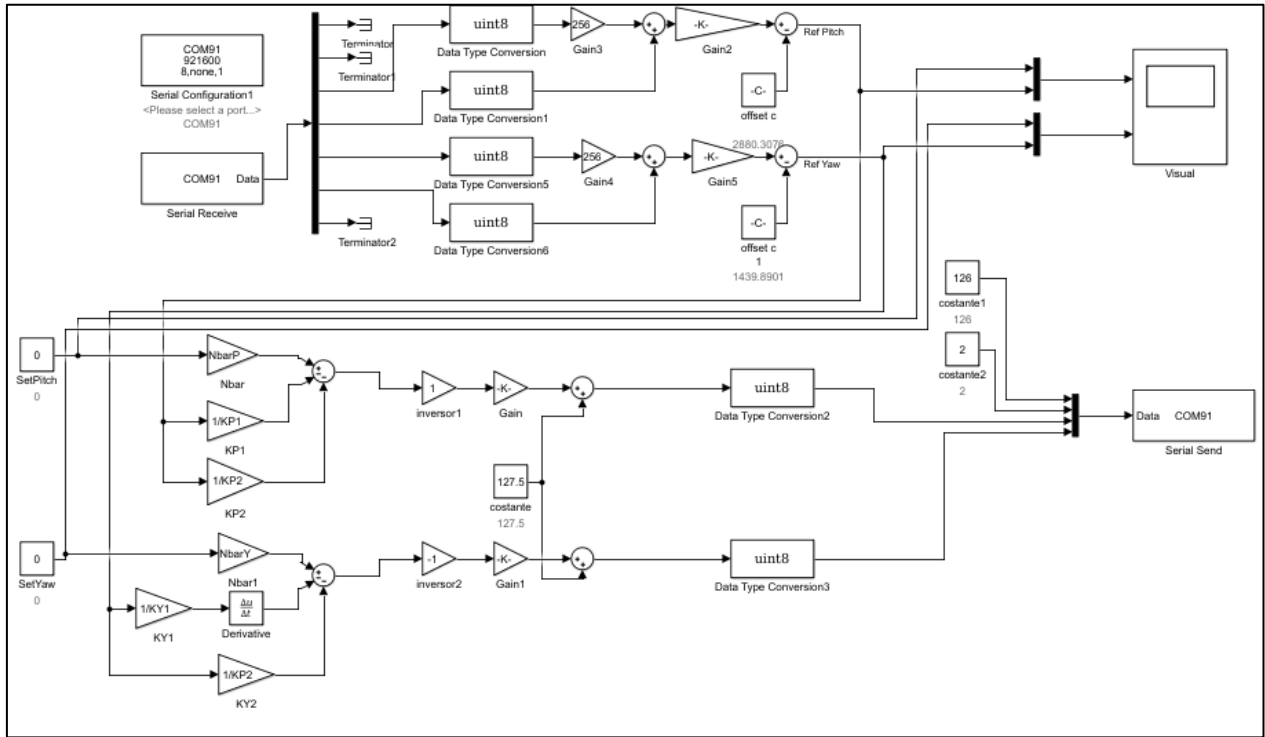 COM91
921600
8,none,1
Serial Configuration1
<Please select a port...>
COM91
COM91
Data
Serial Receive
Terminator
Terminator1
Terminator2
uint8
Data Type Conversion
256
Gain3
-K-
Gain2
Ref Pitch
uint8
Data Type Conversion1
-C-
offset c
2880.3076
uint8
Data Type Conversion5
256
Gain4
-K-
Gain5
Ref Yaw
uint8
Data Type Conversion6
-C-
offset c
1
1439.8901
Visual
126
costante1
126
2
costante2
2
0
SetPitch
0
NbarP
Nbar
1/KP1
KP1
1/KP2
KP2
1
inversor1
-K-
Gain
uint8
Data Type Conversion2
Data
COM91
Serial Send
127.5
costante
127.5
0
SetYaw
0
NbarY
Nbar1
1/KY1
KY1
Δu
Δt
Derivative
1/KP2
KY2
-1
inversor2
-K-
Gain1
uint8
Data Type Conversion3